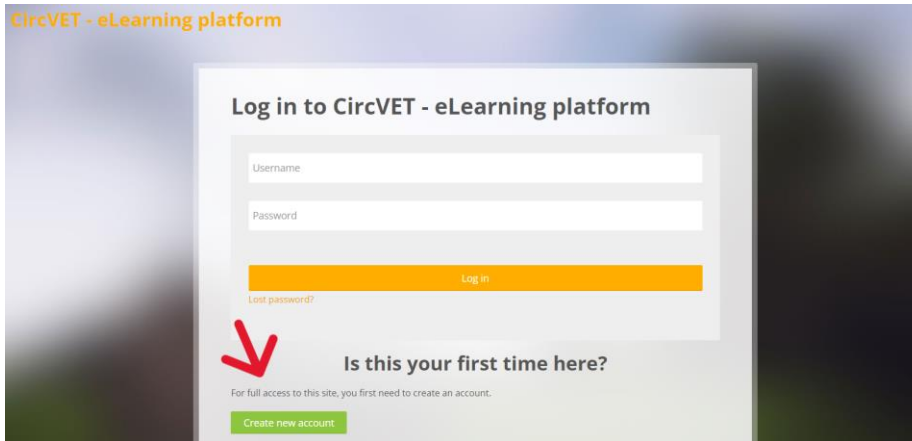 CircVET - eLearning platform
Log in to CircVET - eLearning platform
Username
Password
Log in
Lost password?
Is this your first time here?
For full access to this site, you first need to create an account.
Create new account